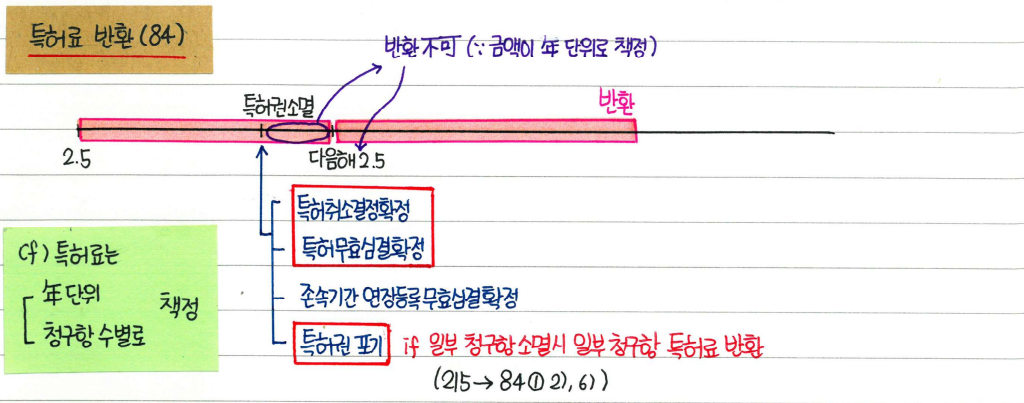 특허료 반환(84)
반환不可 (∵ 금액이 年 단위로 책정)
특허권소멸
반환
2.5
다음해 2.5
특허취소결정확정
특허무효심결확정
존속기간 연장등록무효심결확정
특허권 포기 if 일부 청구항 소멸시 일부 청구항 특허료 반환
(215→84①2),6))
cf) 특허료는
年 단위
청구항 수별로
책정